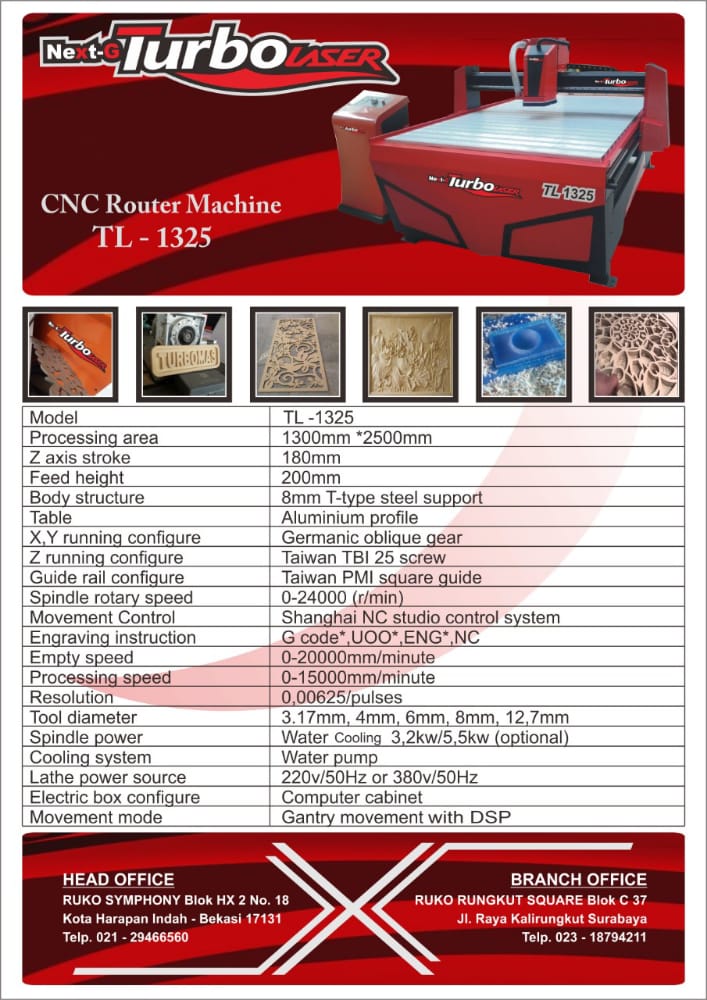 Next-G Turbo LASER
Next-G Turbo LASER
Turbo
Next-G Turbo LASER
TL 1325
CNC Router Machine
TL - 1325
Turbo
TURBOMAS
Model TL -1325
Processing area 1300mm *2500mm
Z axis stroke 180mm
Feed height 200mm
Body structure 8mm T-type steel support
Table Aluminium profile
X,Y running configure Germanic oblique gear
Z running configure Taiwan TBI 25 screw
Guide rail configure Taiwan PMI square guide
Spindle rotary speed 0-24000 (r/min)
Movement Control Shanghai NC studio control system
Engraving instruction G code*,UOO*,ENG*,NC
Empty speed 0-20000mm/minute
Processing speed 0-15000mm/minute
Resolution 0,00625/pulses
Tool diameter 3.17mm, 4mm, 6mm, 8mm, 12,7mm
Spindle power Water Cooling 3,2kw/5,5kw (optional)
Cooling system Water pump
Lathe power source 220v/50Hz or 380v/50Hz
Electric box configure Computer cabinet
Movement mode Gantry movement with DSP
HEAD OFFICE
RUKO SYMPHONY Blok HX 2 No. 18
Kota Harapan Indah - Bekasi 17131
Telp. 021 - 29466560
BRANCH OFFICE
RUKO RUNGKUT SQUARE Blok C 37
Jl. Raya Kalirungkut Surabaya
Telp. 023 - 18794211